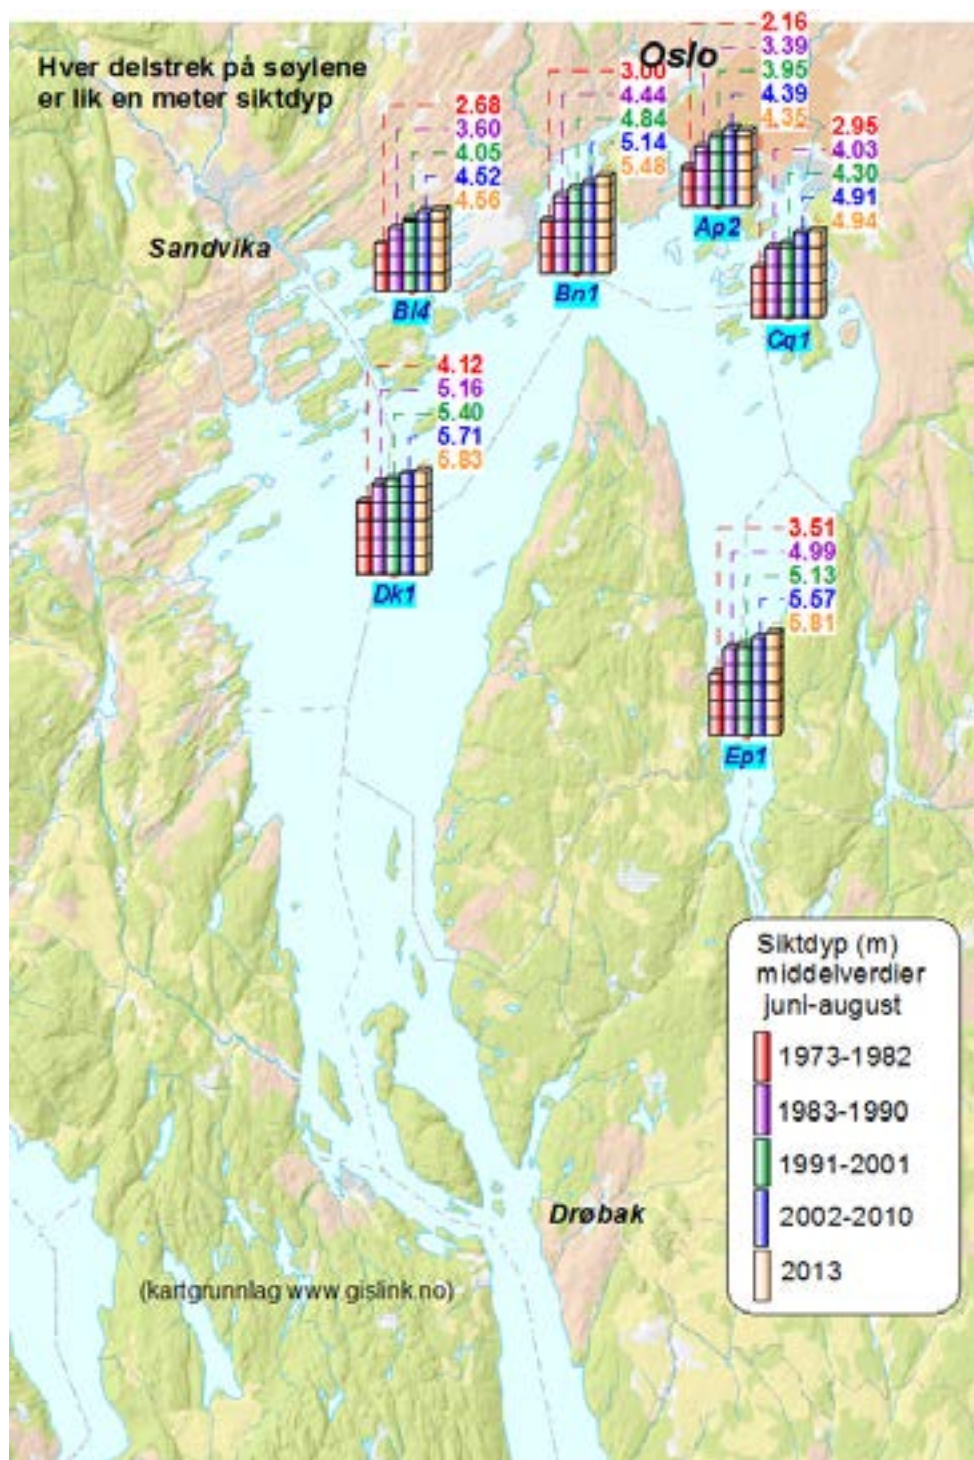 Hver delstrek på søylene
er lik en meter siktdyp
Oslo
2.16
3.39
3.95
4.39
4.35
Ap2
3.00
4.44
4.84
5.14
5.48
Bn1
2.68
3.60
4.05
4.52
4.56
Bl4
2.95
4.03
4.30
4.91
4.94
Cq1
Sandvika
4.12
5.16
5.40
5.71
5.83
Dk1
3.51
4.99
5.13
5.57
5.81
Ep1
Siktdyp (m)
middelverdier
juni-august
1973-1982
1983-1990
1991-2001
2002-2010
2013
Drøbak
(kartgrunnlag www.gislink.no)